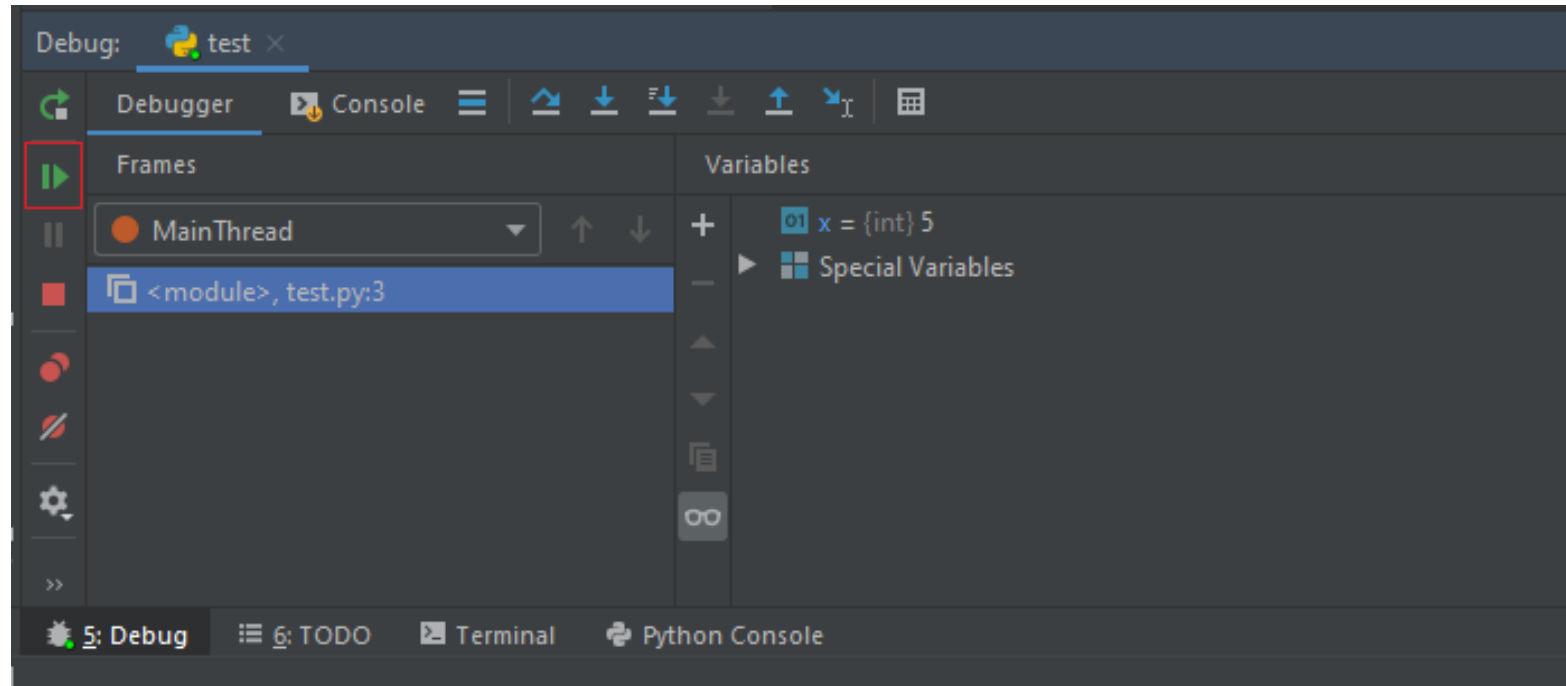 Debug: test
Debugger Console
Frames
Variables
MainThread
x = {int} 5
<module>, test.py:3
Special Variables
5: Debug 6: TODO Terminal Python Console